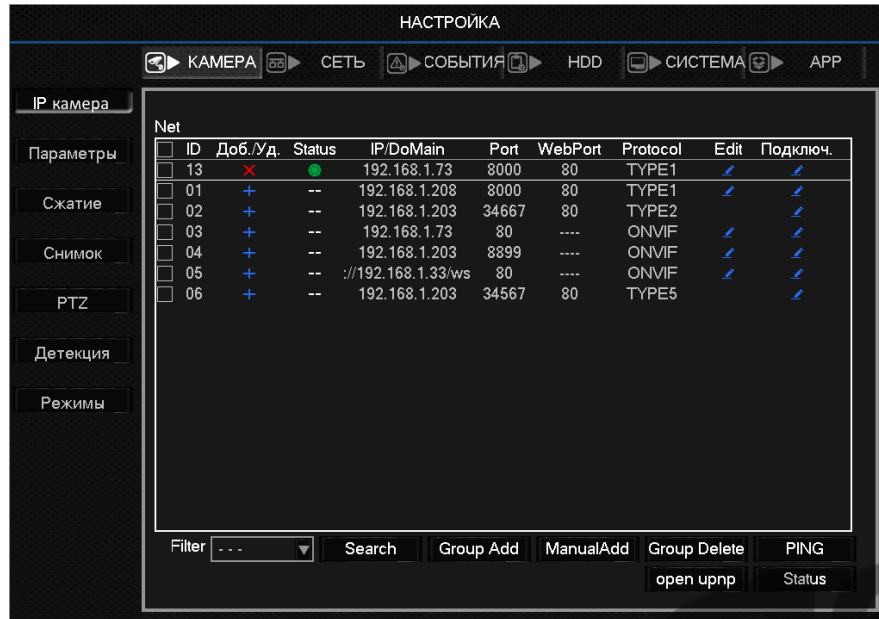 НАСТРОЙКА
КАМЕРА СЕТЬ СОБЫТИЯ HDD СИСТЕМА APP
IP камера
Параметры
Сжатие
Снимок
PTZ
Детекция
Режимы
Net
ID Доб./Уд. Status IP/DoMain Port WebPort Protocol Edit Подключ.
13 192.168.1.73 8000 80 TYPE1
01 + -- 192.168.1.208 8000 80 TYPE1
02 + -- 192.168.1.203 34667 80 TYPE2
03 + -- 192.168.1.73 80 ---- ONVIF
04 + -- 192.168.1.203 8899 ---- ONVIF
05 + -- ://192.168.1.33/ws 80 ---- ONVIF
06 + -- 192.168.1.203 34567 80 TYPE5
Filter - - - Search Group Add ManualAdd Group Delete PING
open upnp Status